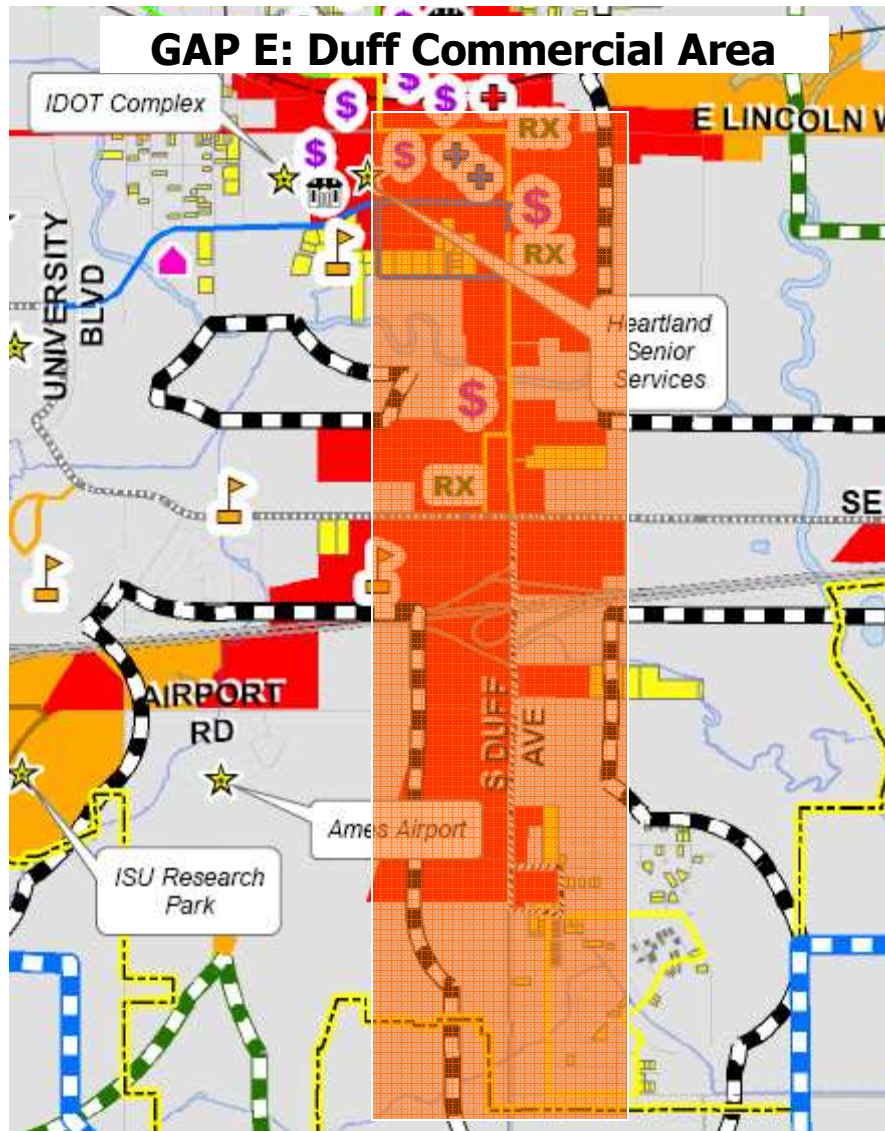 GAP E: Duff Commercial Area
IDOT Complex
$
$
$
$
RX
E LINCOLN W
$
$
RX
UNIVERSITY
BLVD
Heartland
Senior
Services
$
RX
SE
AIRPORT
RD
S DUFF
AVE
Ames Airport
ISU Research
Park